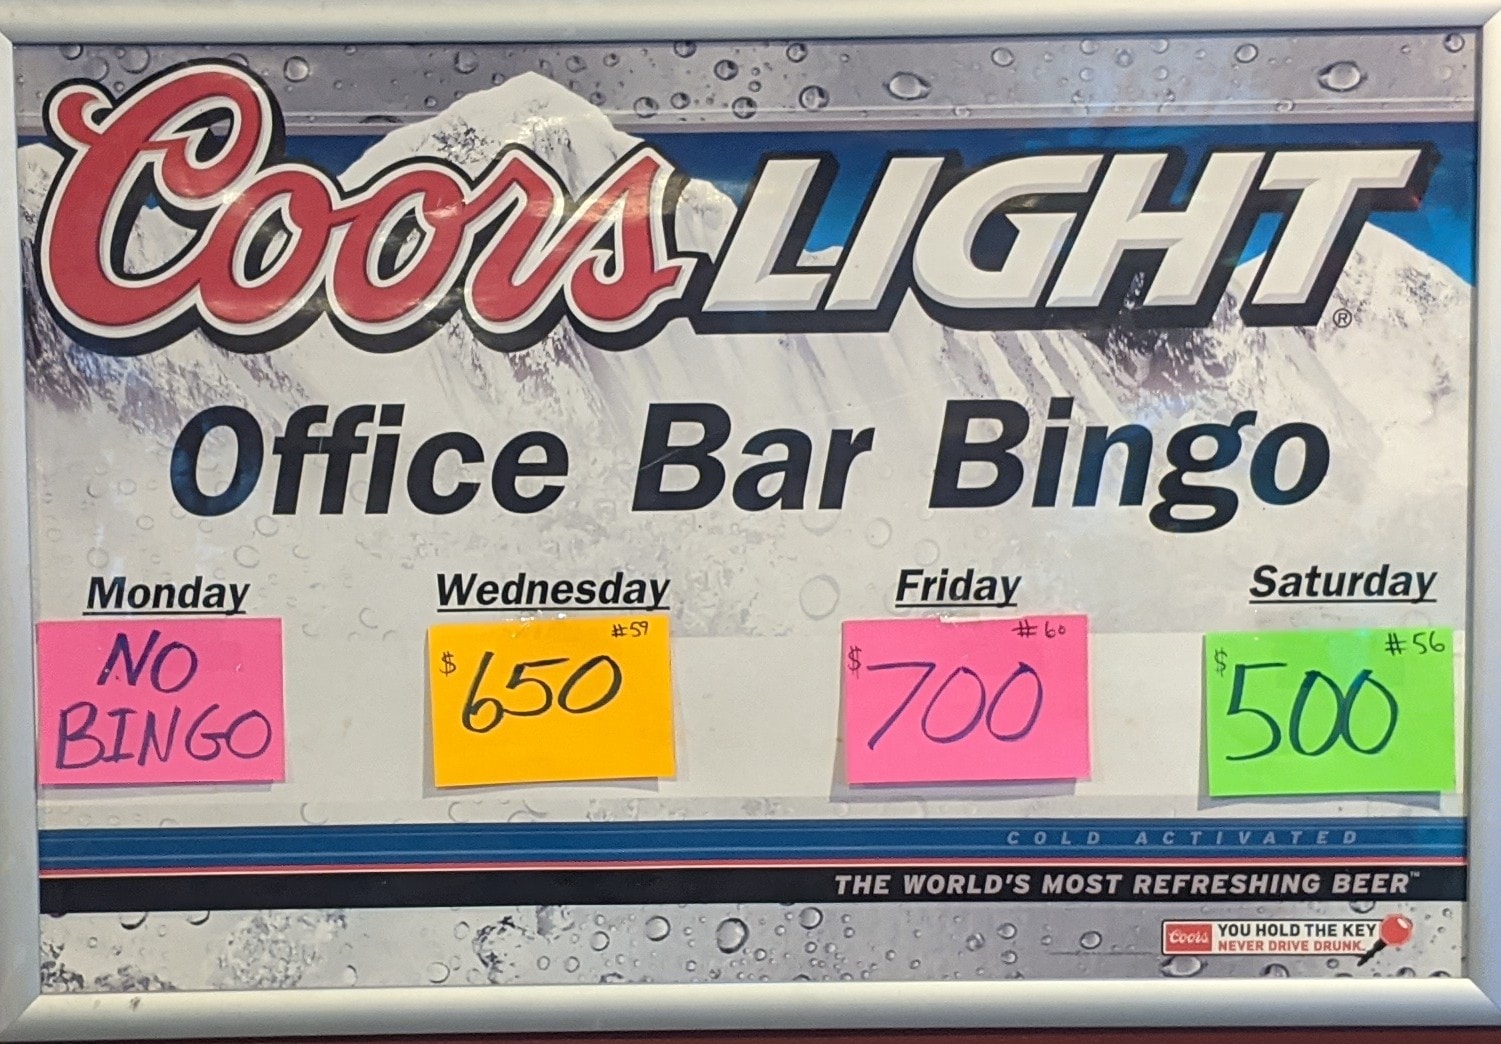 Coors LIGHT®
Office Bar Bingo
Monday Wednesday Friday Saturday
NO
BINGO
#59
$650
#60
$700
#56
$500
COLD ACTIVATED
THE WORLD'S MOST REFRESHING BEER™
Coors YOU HOLD THE KEY
NEVER DRIVE DRUNK.